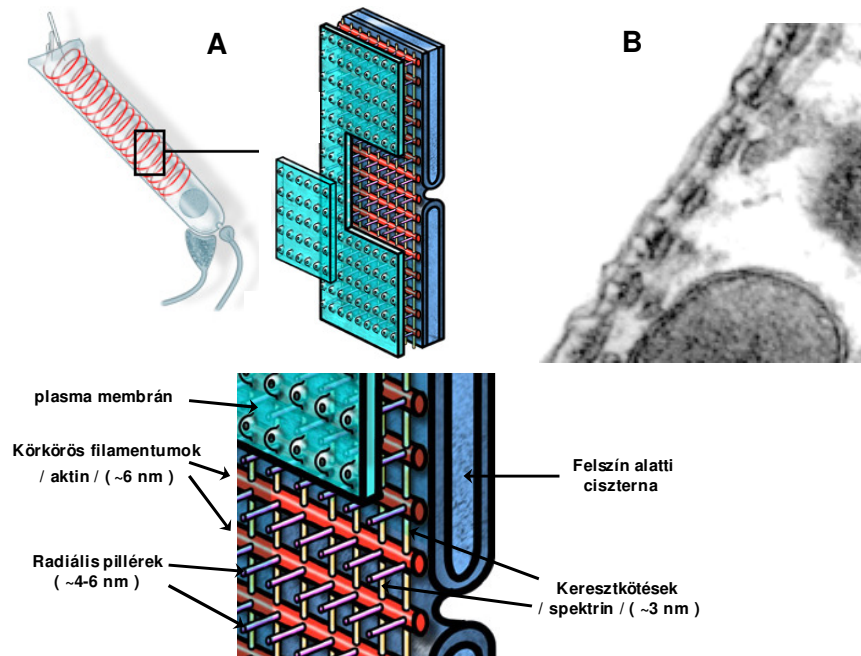 A
B
plasma membrán
Körkörös filamentumok
/ aktin / ( ~6 nm )
Radiális pillérek
( ~4-6 nm )
Felszín alatti
ciszterna
Keresztkötések
/ spektrin / ( ~3 nm )